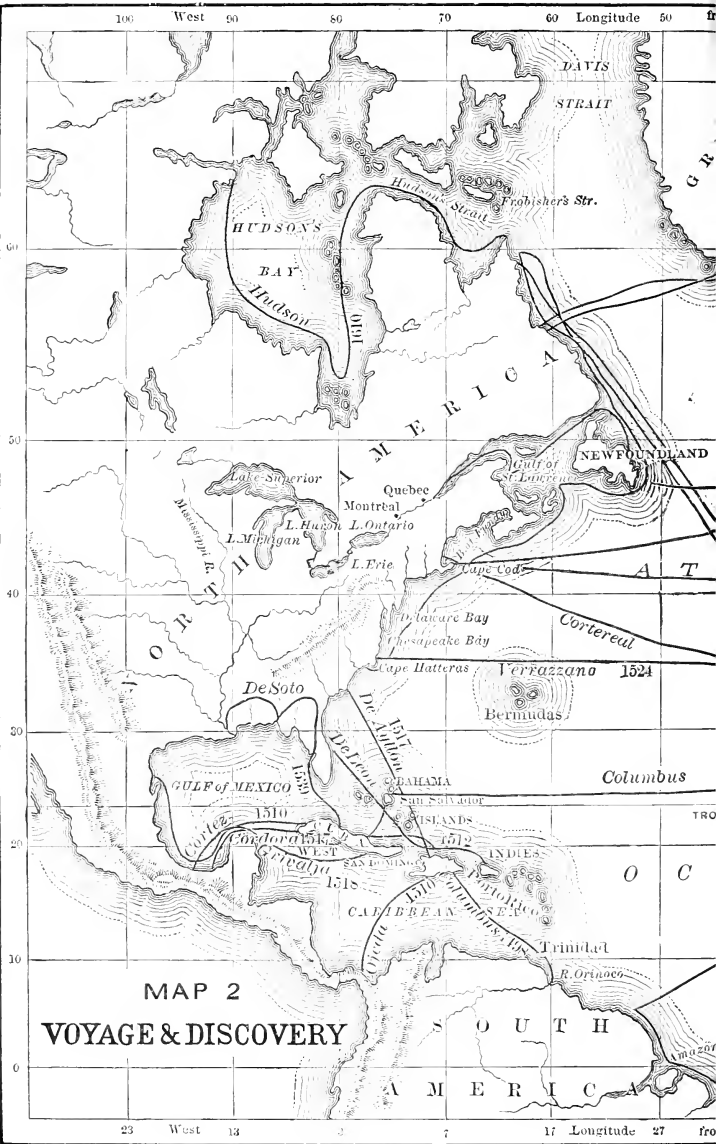 100 West 90 80 70 60 Longitude 50
DAVIS
STRAIT
G R
Hudson's Strait
Frobisher's Str.
HUDSON'S
BAY
60
Hudson
1610
NORTH AMERICA
50
NEWFOUNDLAND
Gulf of
St. Lawrence
Lake Superior
Quebec
Montreal
Mississippi R.
L. Huron
L. Ontario
L. Michigan
L. Erie
Cape Cod
A T
40
Delaware Bay
Cortereal
Chesapeake Bay
Cape Hatteras
Verrazzano 1524
De Soto
Bermudas
30
De Ayllon
1517
De Leon
GULF of MEXICO
BAHAMA
Columbus
San Salvador
ISLANDS
TRO
Cortez
1510
CUBA
Cordora
1512
20
WEST
INDIES
SAN DOMINGO
Grivalja
1518
O C
Porto Rico
1510
CARIBBEAN SEA
Columbus
Ojeda
Trinidad
10
R. Orinoco
MAP 2
VOYAGE & DISCOVERY
SOUTH
0
AMERICA
23 West 13 7 17 Longitude 27 fro